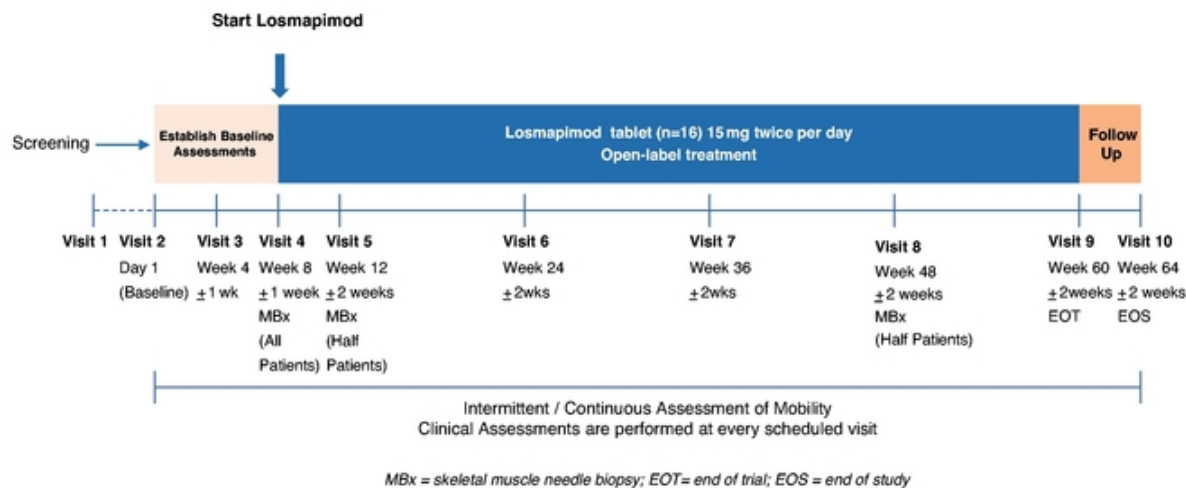 Start Losmapimod
Screening
Establish Baseline
Assessments
Losmapimod tablet (n=16) 15 mg twice per day
Open-label treatment
Follow
Up
Visit 1
Visit 2
Day 1
(Baseline)
Visit 3
Week 4
±1 wk
Visit 4
Week 8
±1 week
MBx
(All
Patients)
Visit 5
Week 12
±2 weeks
MBx
(Half
Patients)
Visit 6
Week 24
±2wks
Visit 7
Week 36
±2wks
Visit 8
Week 48
±2 weeks
MBx
(Half Patients)
Visit 9
Week 60
±2weeks
EOT
Visit 10
Week 64
±2 weeks
EOS
Intermittent / Continuous Assessment of Mobility
Clinical Assessments are performed at every scheduled visit
MBx = skeletal muscle needle biopsy; EOT= end of trial; EOS = end of study